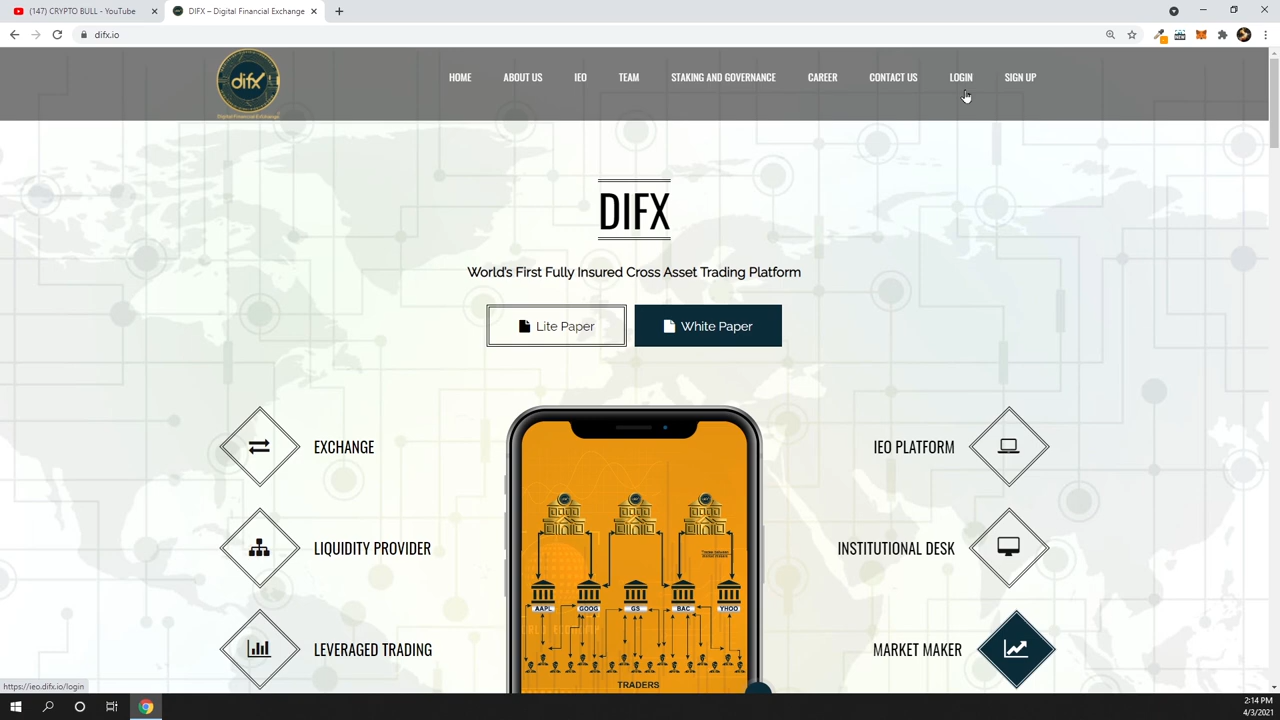 (147) CRYPTO BULL - YouTube
DIFX – Digital Financial Exchange
difx.io
difx
Digital Financial Exchange
HOME
ABOUT US
IEO
TEAM
STAKING AND GOVERNANCE
CAREER
CONTACT US
LOGIN
SIGN UP
DIFX
World's First Fully Insured Cross Asset Trading Platform
Lite Paper
White Paper
EXCHANGE
IEO PLATFORM
LIQUIDITY PROVIDER
INSTITUTIONAL DESK
LEVERAGED TRADING
MARKET MAKER
AAPL
GOOG
GS
BAC
YHOO
TRADERS
https://ieo.difx.io/login
2:14 PM
4/3/2021